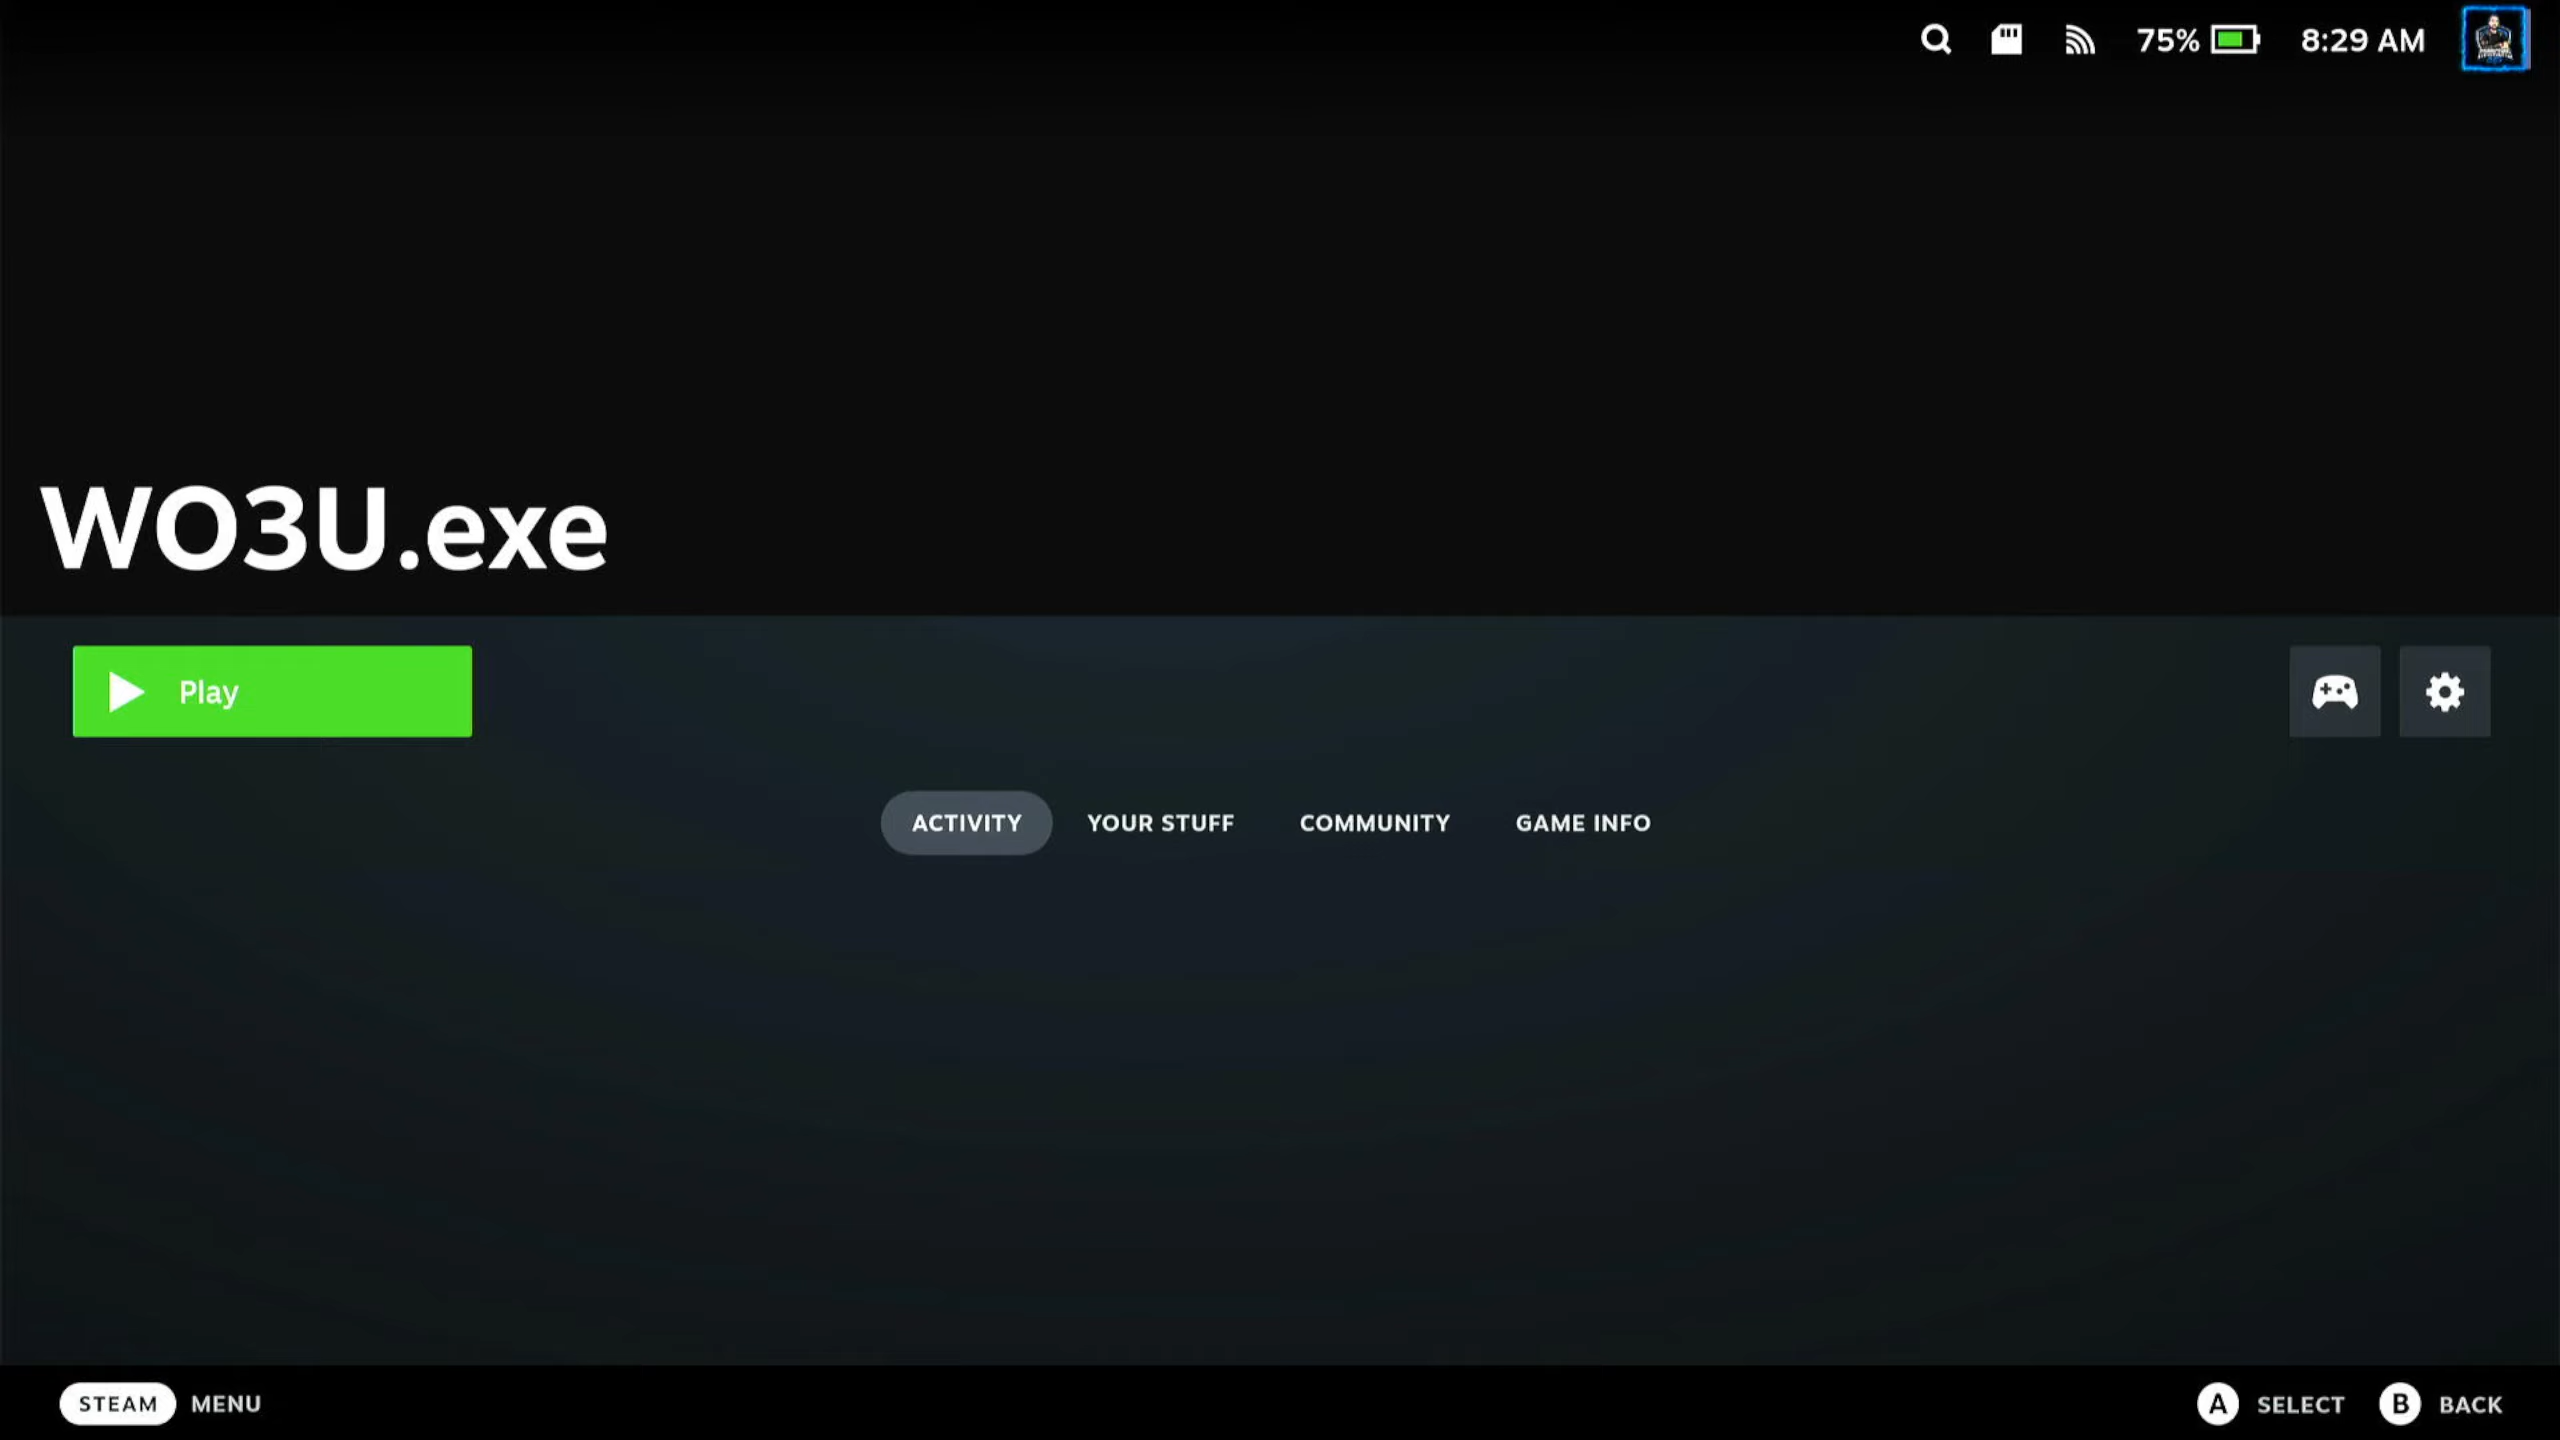 75%
8:29 AM
WO3U.exe
Play
ACTIVITY YOUR STUFF COMMUNITY GAME INFO
STEAM MENU
A SELECT B BACK